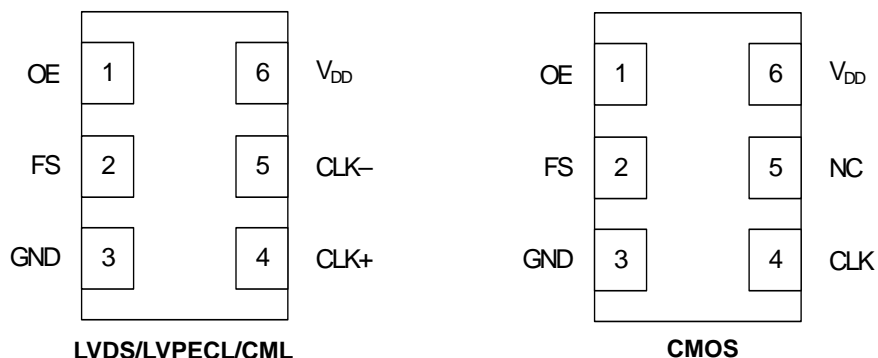 OE 1 6 VDD
FS 2 5 CLK–
GND 3 4 CLK+
LVDS/LVPECL/CML
OE 1 6 VDD
FS 2 5 NC
GND 3 4 CLK
CMOS